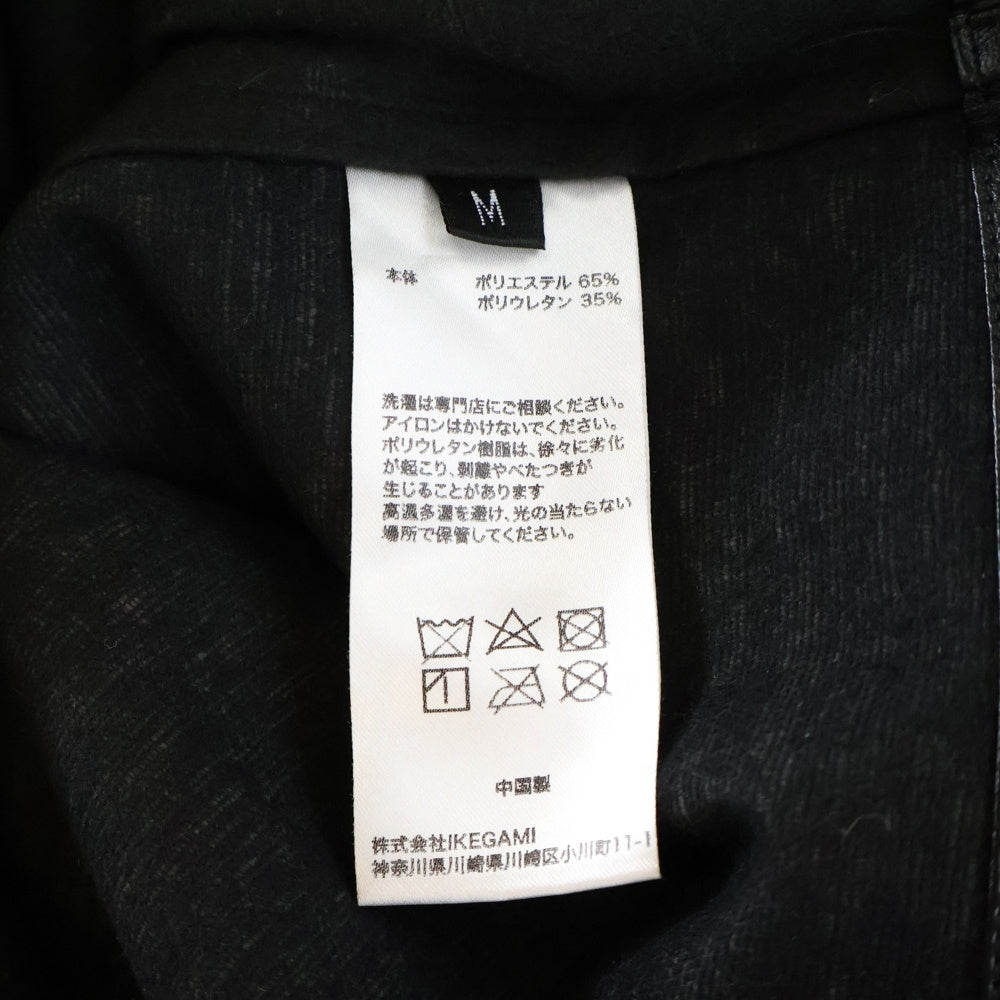 M
本体 ポリエステル 65%
ポリウレタン 35%
洗濯は専門店にご相談ください。
アイロンはかけないでください。
ポリウレタン樹脂は、徐々に劣化
が起こり、剥離やべたつきが
生じることがあります
高温多湿を避け、光の当たらない
場所で保管してください。
中国製
株式会社IKEGAMI
神奈川県川崎県川崎区小川町11-1